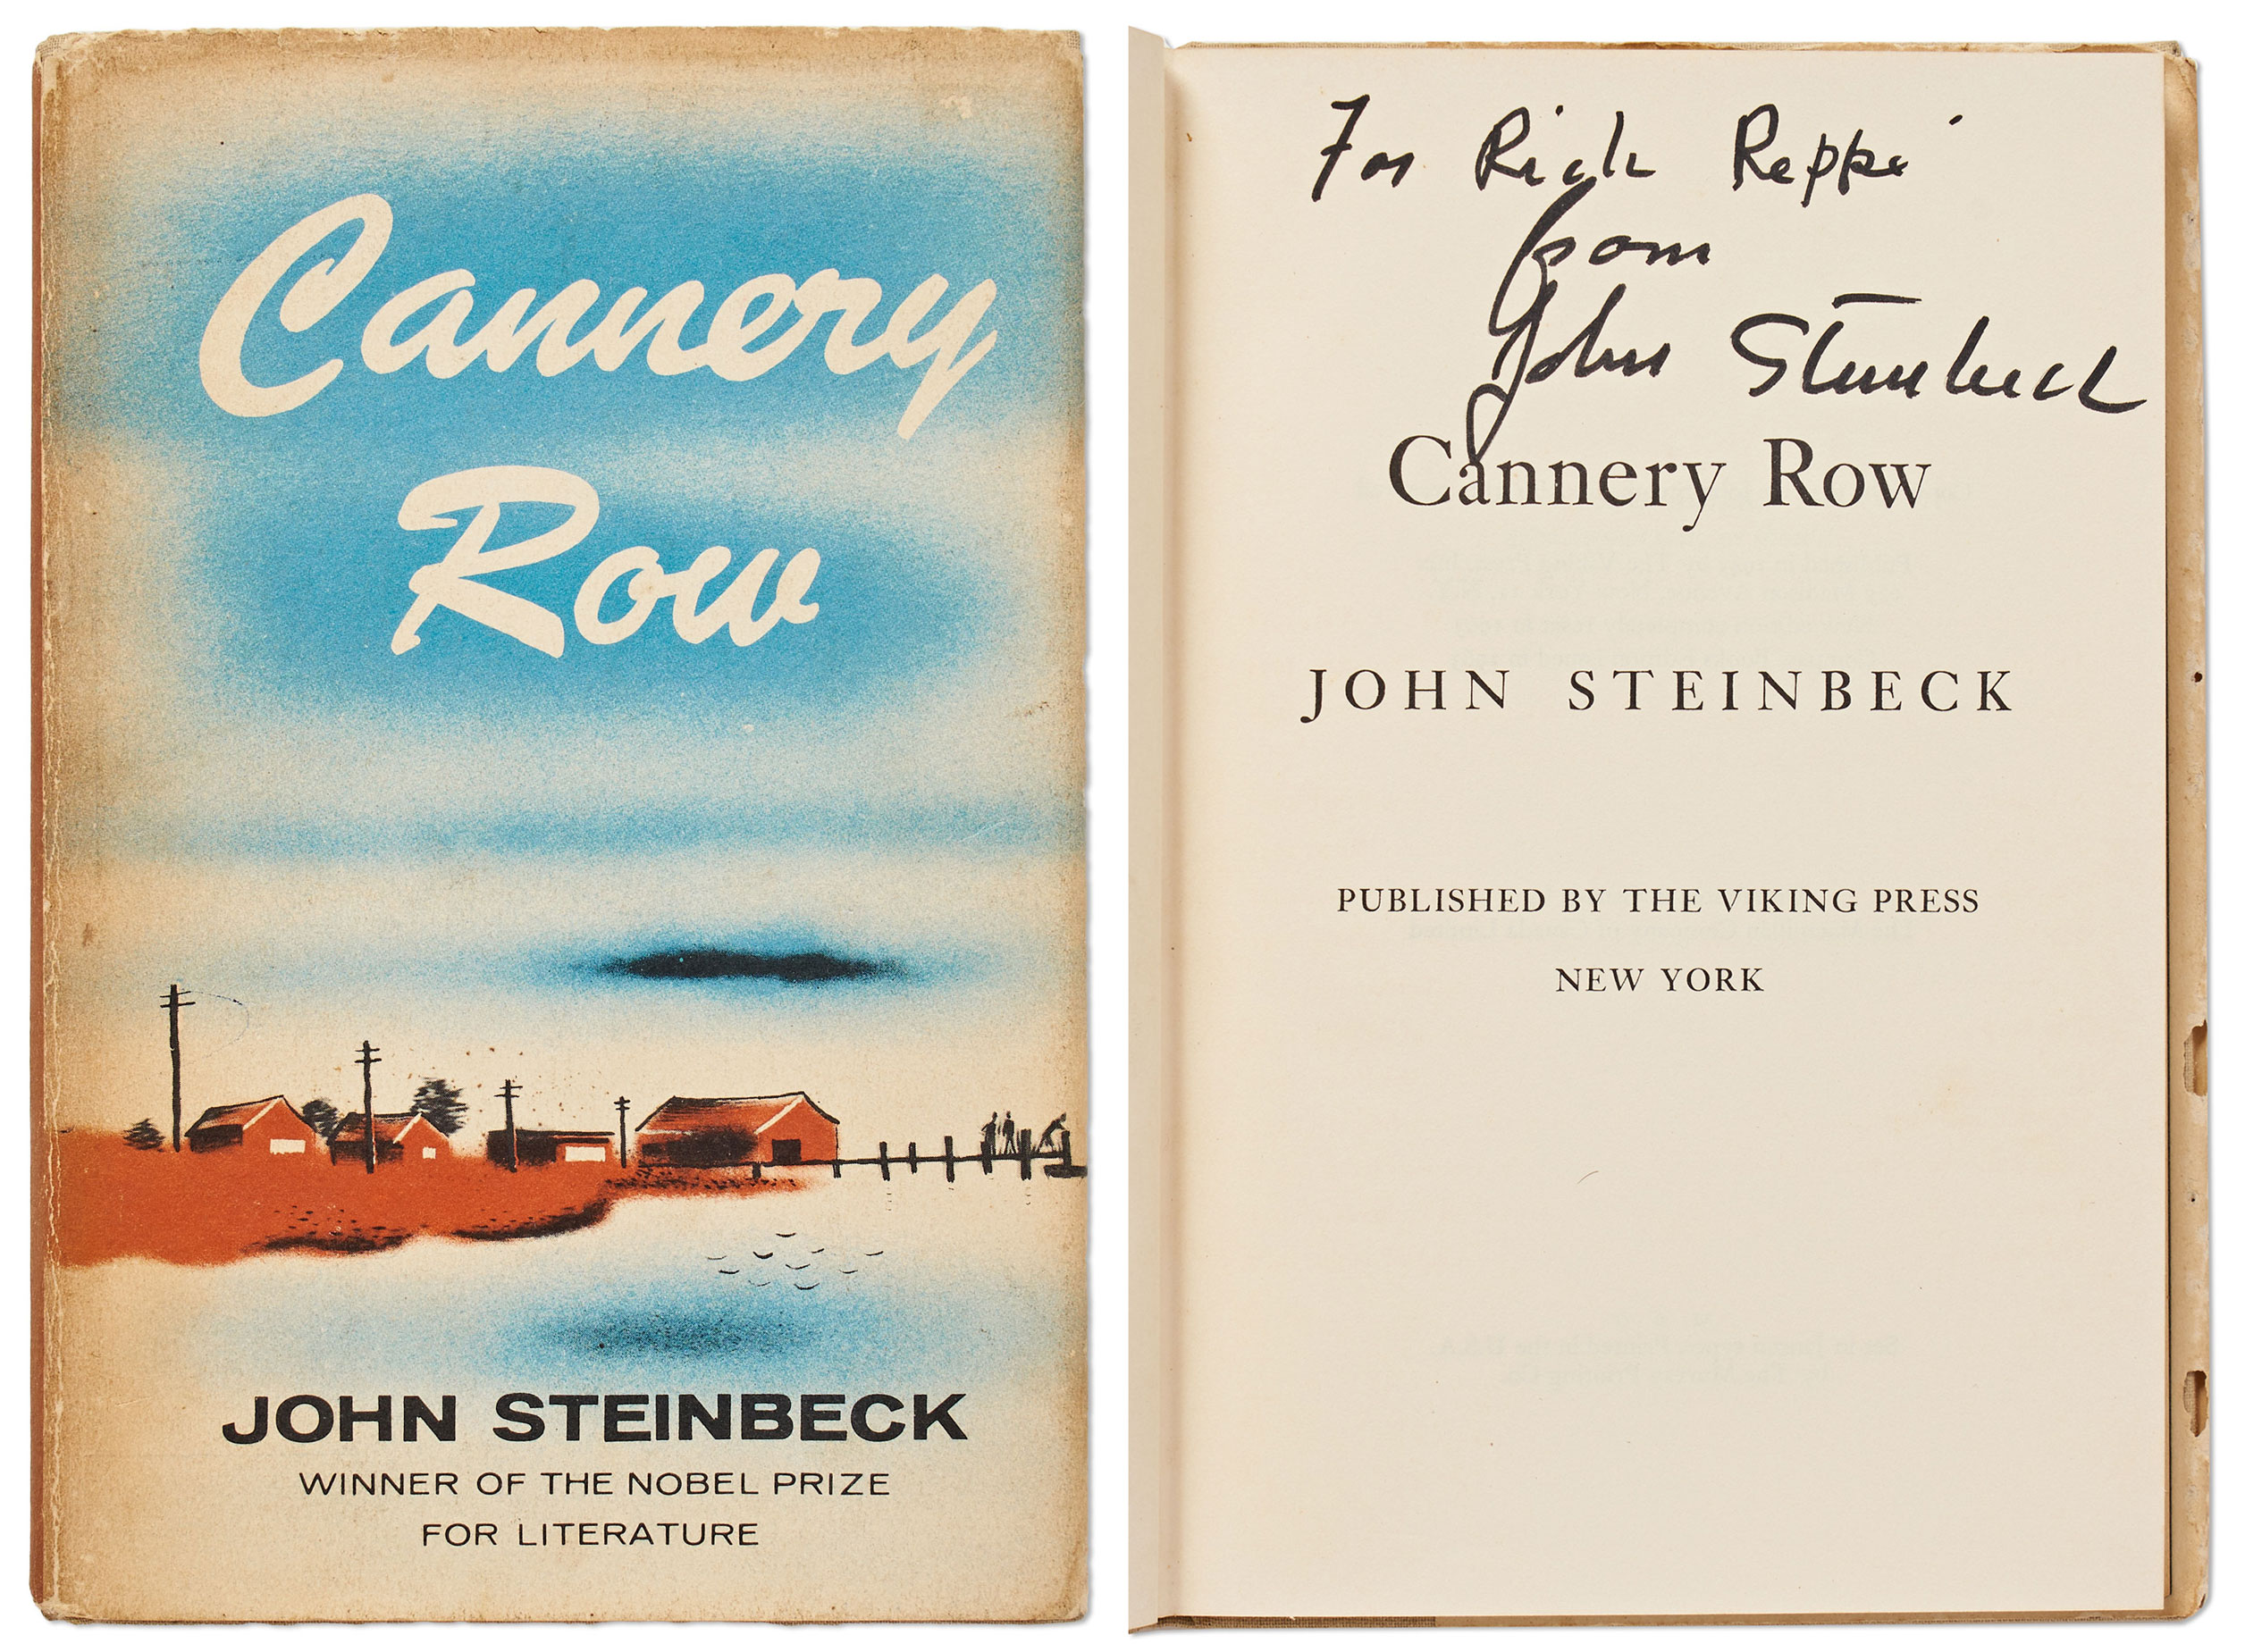 Cannery
Row
JOHN STEINBECK
WINNER OF THE NOBEL PRIZE
FOR LITERATURE
For Rick
from
John Steinbeck
Cannery Row
JOHN STEINBECK
PUBLISHED BY THE VIKING PRESS
NEW YORK